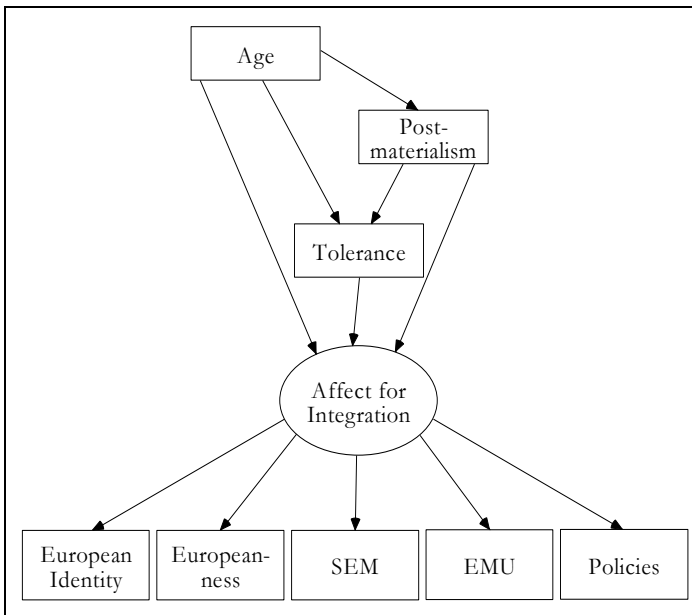 Age
Post-
materialism
Tolerance
Affect for
Integration
European
Identity
European-
ness
SEM
EMU
Policies